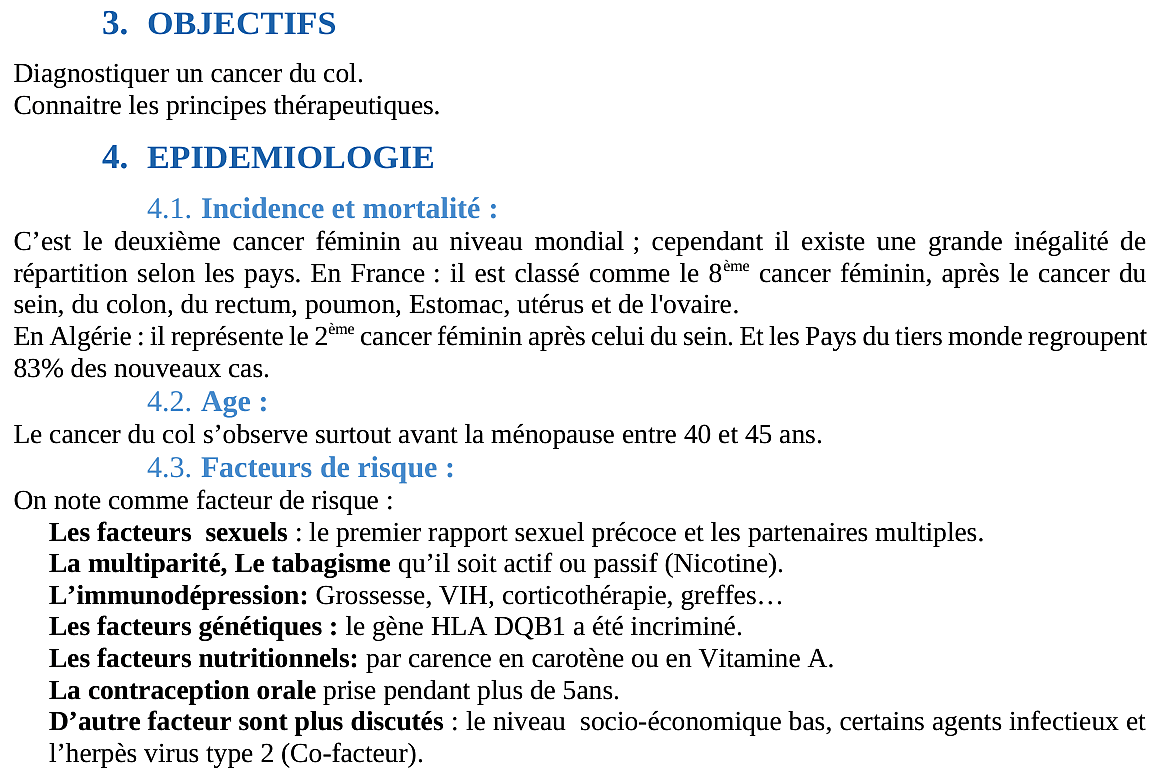 3. OBJECTIFS
Diagnostiquer un cancer du col.
Connaitre les principes thérapeutiques.
4. EPIDEMIOLOGIE
4.1. Incidence et mortalité :
C’est le deuxième cancer féminin au niveau mondial ; cependant il existe une grande inégalité de
répartition selon les pays. En France : il est classé comme le 8ème cancer féminin, après le cancer du
sein, du colon, du rectum, poumon, Estomac, utérus et de l'ovaire.
En Algérie : il représente le 2ème cancer féminin après celui du sein. Et les Pays du tiers monde regroupent
83% des nouveaux cas.
4.2. Age :
Le cancer du col s’observe surtout avant la ménopause entre 40 et 45 ans.
4.3. Facteurs de risque :
On note comme facteur de risque :
Les facteurs  sexuels : le premier rapport sexuel précoce et les partenaires multiples.
La multiparité, Le tabagisme qu’il soit actif ou passif (Nicotine).
L’immunodépression: Grossesse, VIH, corticothérapie, greffes…
Les facteurs génétiques : le gène HLA DQB1 a été incriminé.
Les facteurs nutritionnels: par carence en carotène ou en Vitamine A.
La contraception orale prise pendant plus de 5ans.
D’autre facteur sont plus discutés : le niveau  socio-économique bas, certains agents infectieux et
l’herpès virus type 2 (Co-facteur).